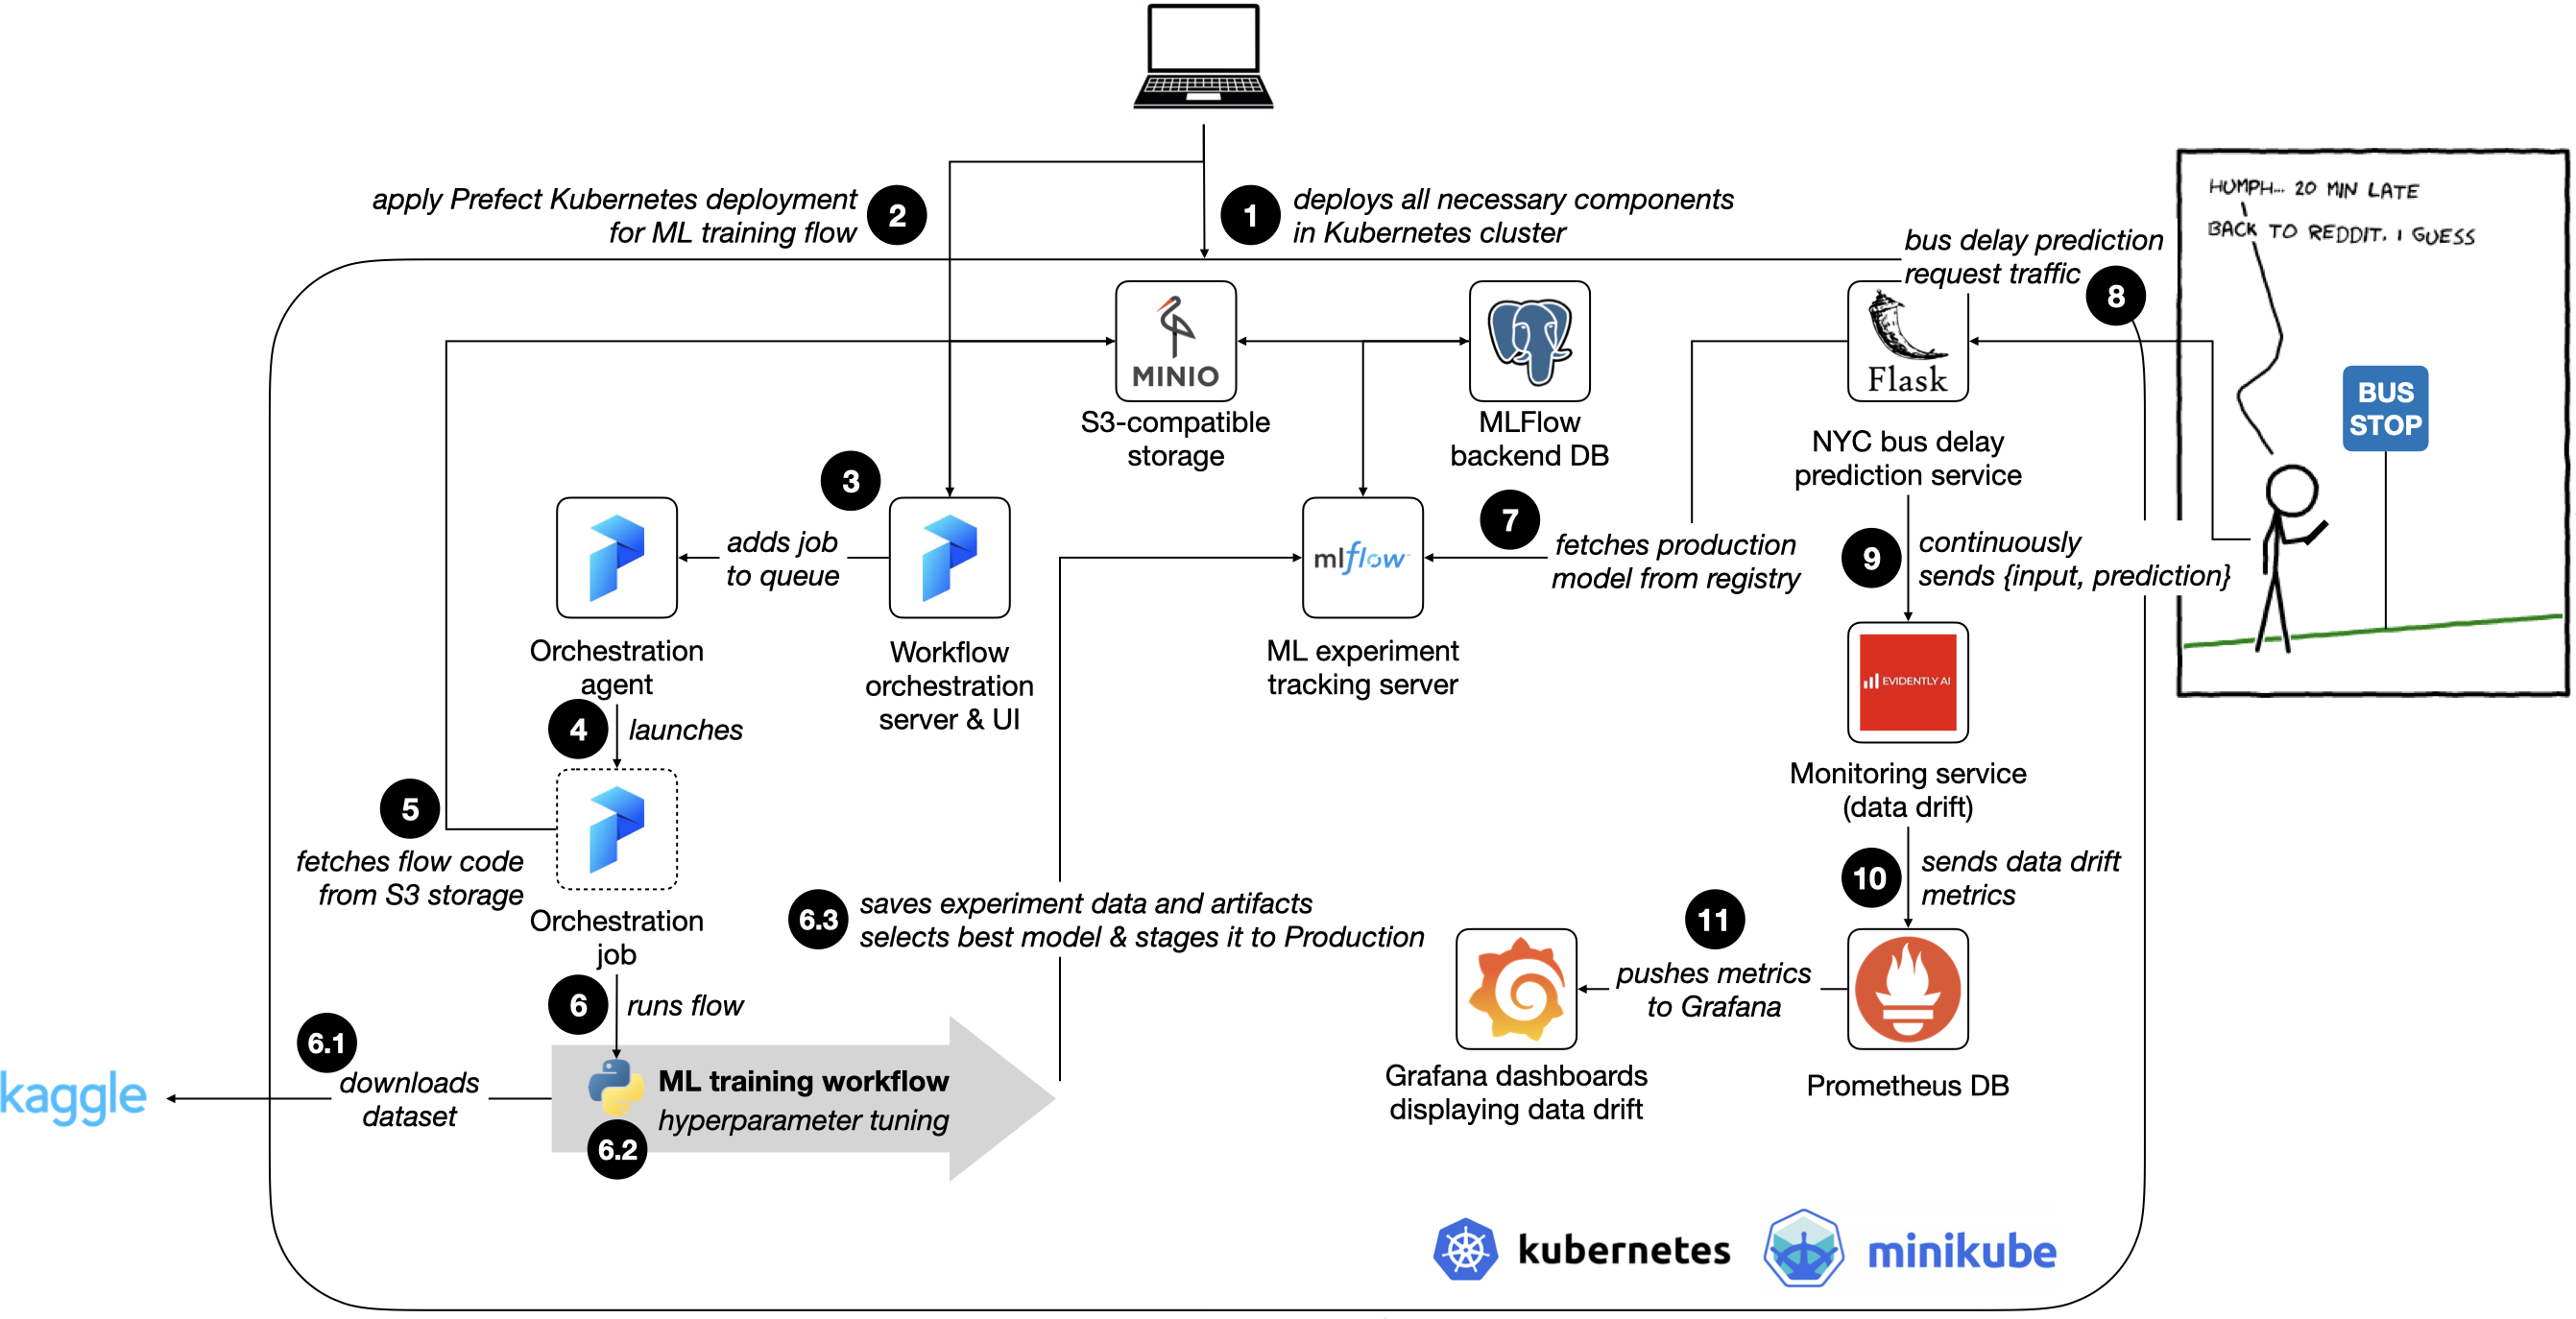 apply Prefect Kubernetes deployment
for ML training flow
2
1
deploys all necessary components
in Kubernetes cluster
HUMPH... 20 MIN LATE
BACK TO REDDIT, I GUESS
bus delay prediction
request traffic
8
MINIO
S3-compatible
storage
MLFlow
backend DB
Flask
NYC bus delay
prediction service
BUS
STOP
3
adds job
to queue
Orchestration
agent
Workflow
orchestration
server & UI
mlflow
ML experiment
tracking server
7
fetches production
model from registry
9
continuously
sends {input, prediction}
EVIDENTLY AI
Monitoring service
(data drift)
4
launches
5
fetches flow code
from S3 storage
Orchestration
job
6.3
saves experiment data and artifacts
selects best model & stages it to Production
10
sends data drift
metrics
11
pushes metrics
to Grafana
Grafana dashboards
displaying data drift
Prometheus DB
6
runs flow
6.1
downloads
dataset
kaggle
ML training workflow
hyperparameter tuning
6.2
kubernetes
minikube